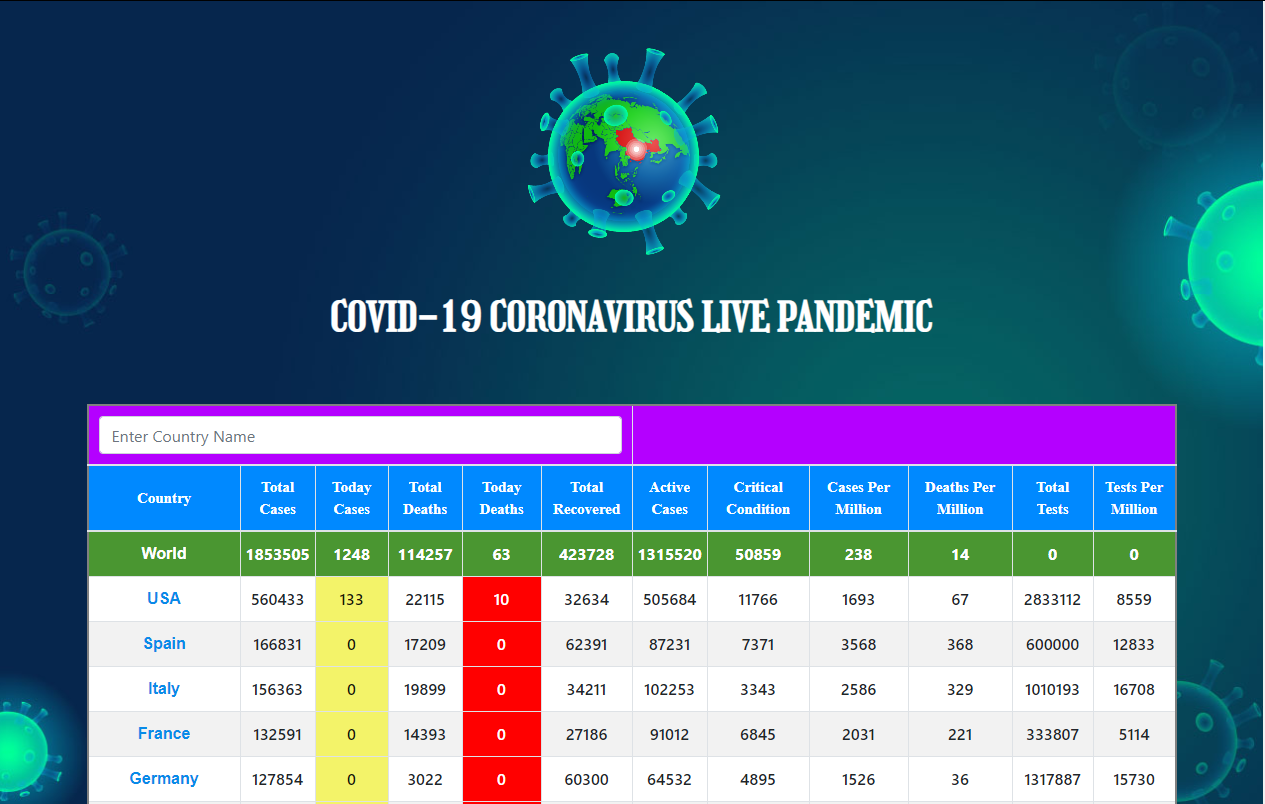 COVID-19 CORONAVIRUS LIVE PANDEMIC
Enter Country Name
Country Total Cases Today Cases Total Deaths Today Deaths Total Recovered Active Cases Critical Condition Cases Per Million Deaths Per Million Total Tests Tests Per Million
World 1853505 1248 114257 63 423728 1315520 50859 238 14 0 0
USA 560433 133 22115 10 32634 505684 11766 1693 67 2833112 8559
Spain 166831 0 17209 0 62391 87231 7371 3568 368 600000 12833
Italy 156363 0 19899 0 34211 102253 3343 2586 329 1010193 16708
France 132591 0 14393 0 27186 91012 6845 2031 221 333807 5114
Germany 127854 0 3022 0 60300 64532 4895 1526 36 1317887 15730